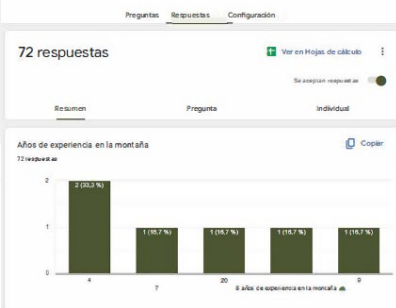 Preguntas Respuestas Configuración
72 respuestas
Ver en Hojas de cálculo
Se aceptan respuestas
Resumen Pregunta Individual
Años de experiencia en la montaña
Copiar
72 respuestas
2
1
0
2 (33,3 %)
1 (16,7 %)
1 (16,7 %)
1 (16,7 %)
1 (16,7 %)
4 20 9
7 8 años de experiencia en la montaña